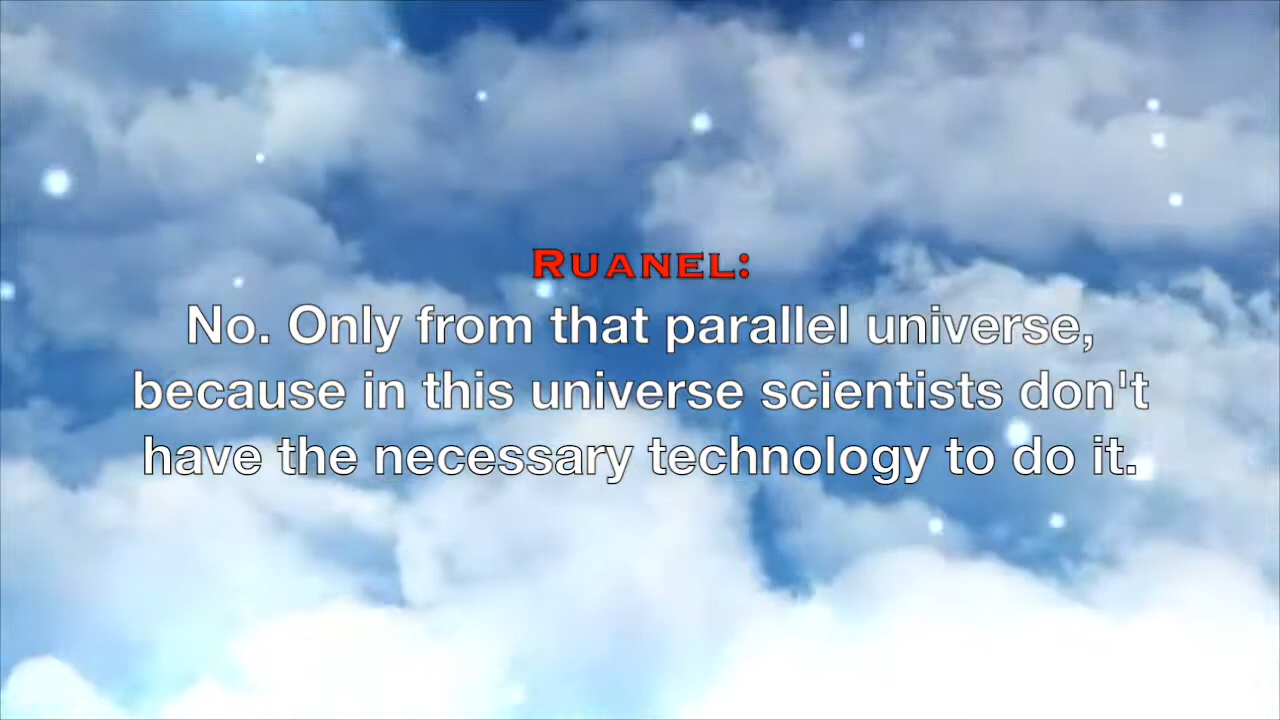 RUANEL:
No. Only from that parallel universe,
because in this universe scientists don't
have the necessary technology to do it.